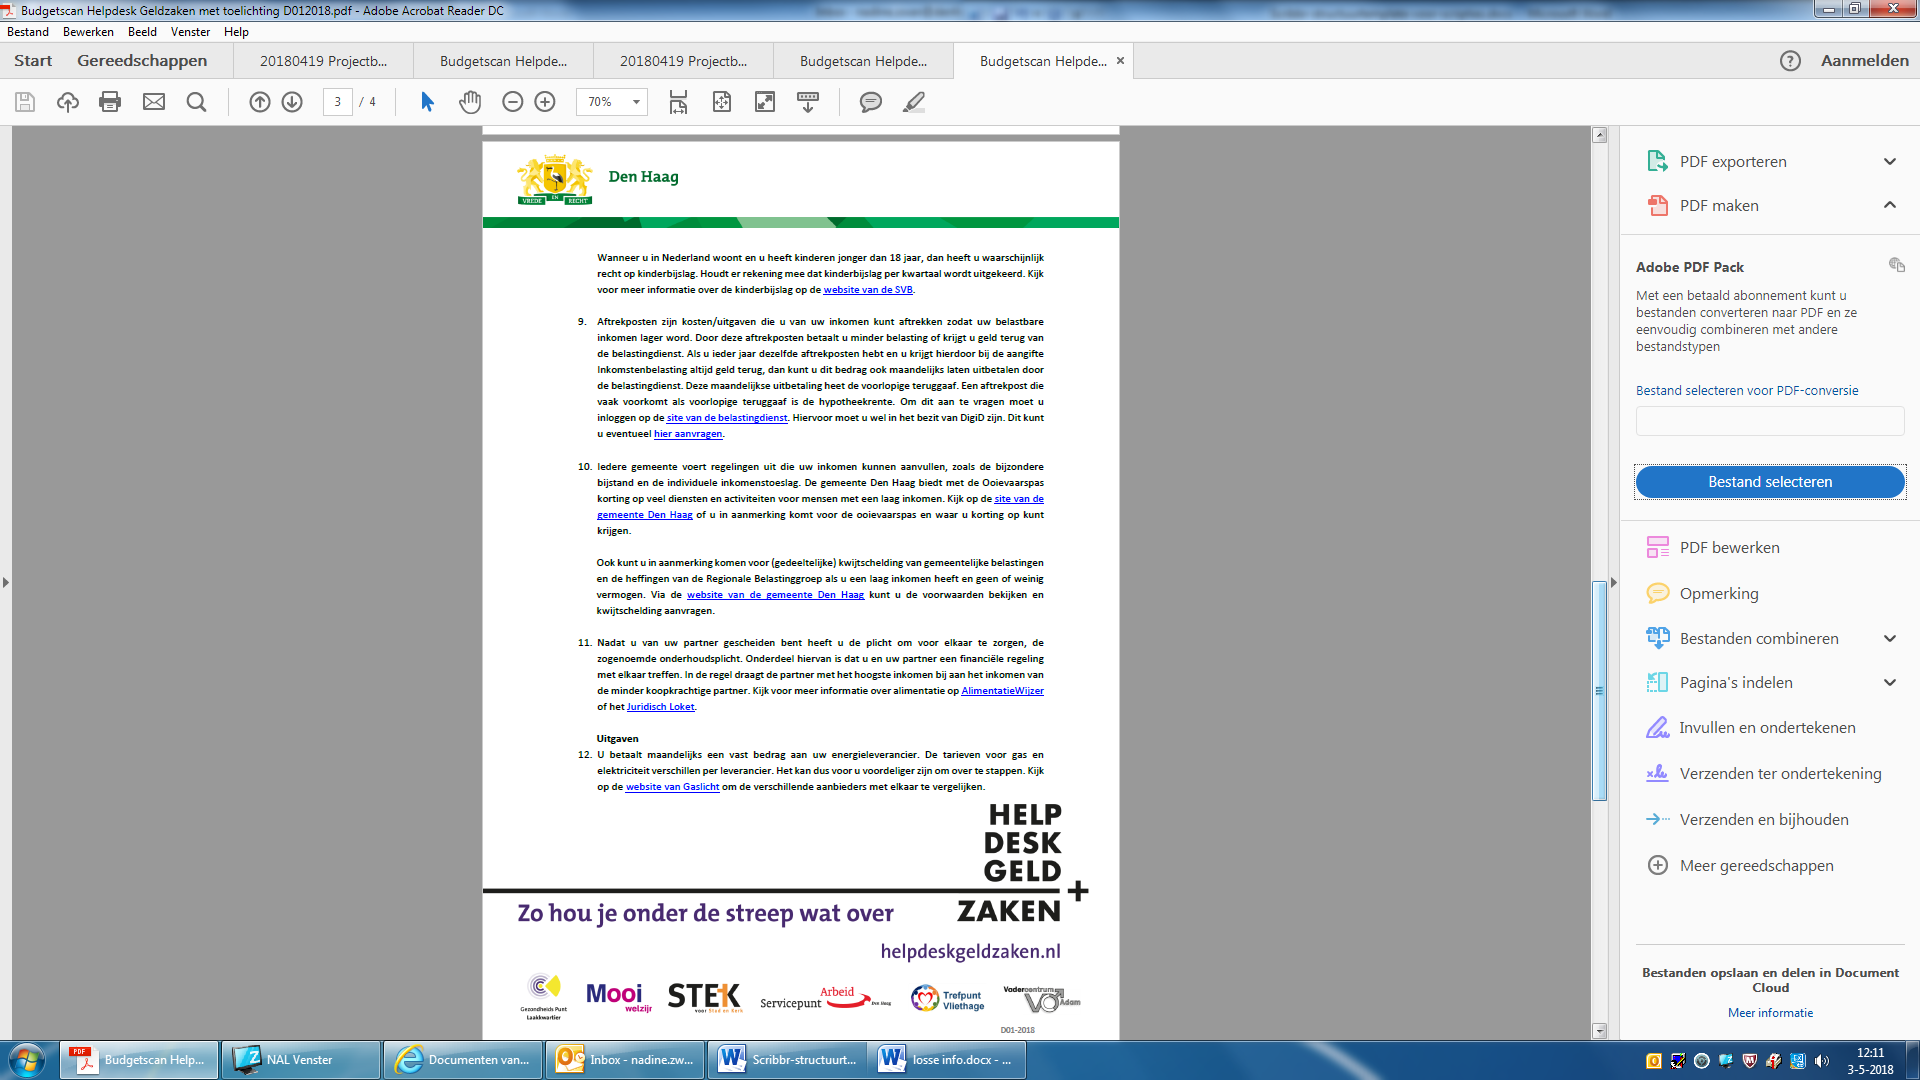 Budgetscan Helpdesk Geldzaken met toelichting D012018.pdf - Adobe Acrobat Reader DC
Bestand Bewerken Beeld Venster Help
Start Gereedschappen 20180419 Projectb... Budgetscan Helpde... 20180419 Projectb... Budgetscan Helpde... Budgetscan Helpde... × ? Aanmelden
3 / 4 70%
VREDE EN RECHT
Den Haag
Wanneer u in Nederland woont en u heeft kinderen jonger dan 18 jaar, dan heeft u waarschijnlijk
recht op kinderbijslag. Houdt er rekening mee dat kinderbijslag per kwartaal wordt uitgekeerd. Kijk
voor meer informatie over de kinderbijslag op de website van de SVB.
9. Aftrekposten zijn kosten/uitgaven die u van uw inkomen kunt aftrekken zodat uw belastbare
inkomen lager word. Door deze aftrekposten betaalt u minder belasting of krijgt u geld terug van
de belastingdienst. Als u ieder jaar dezelfde aftrekposten hebt en u krijgt hierdoor bij de aangifte
Inkomstenbelasting altijd geld terug, dan kunt u dit bedrag ook maandelijks laten uitbetalen door
de belastingdienst. Deze maandelijkse uitbetaling heet de voorlopige teruggaaf. Een aftrekpost die
vaak voorkomt als voorlopige teruggaaf is de hypotheekrente. Om dit aan te vragen moet u
inloggen op de site van de belastingdienst. Hiervoor moet u wel in het bezit van DigiD zijn. Dit kunt
u eventueel hier aanvragen.
10. Iedere gemeente voert regelingen uit die uw inkomen kunnen aanvullen, zoals de bijzondere
bijstand en de individuele inkomenstoeslag. De gemeente Den Haag biedt met de Ooievaarspas
korting op veel diensten en activiteiten voor mensen met een laag inkomen. Kijk op de site van de
gemeente Den Haag of u in aanmerking komt voor de ooievaarspas en waar u korting op kunt
krijgen.
Ook kunt u in aanmerking komen voor (gedeeltelijke) kwijtschelding van gemeentelijke belastingen
en de heffingen van de Regionale Belastinggroep als u een laag inkomen heeft en geen of weinig
vermogen. Via de website van de gemeente Den Haag kunt u de voorwaarden bekijken en
kwijtschelding aanvragen.
11. Nadat u van uw partner gescheiden bent heeft u de plicht om voor elkaar te zorgen, de
zogenoemde onderhoudsplicht. Onderdeel hiervan is dat u en uw partner een financiële regeling
met elkaar treffen. In de regel draagt de partner met het hoogste inkomen bij aan het inkomen van
de minder koopkrachtige partner. Kijk voor meer informatie over alimentatie op AlimentatieWijzer
of het Juridisch Loket.
Uitgaven
12. U betaalt maandelijks een vast bedrag aan uw energieleverancier. De tarieven voor gas en
elektriciteit verschillen per leverancier. Het kan dus voor u voordeliger zijn om over te stappen. Kijk
op de website van Gaslicht om de verschillende aanbieders met elkaar te vergelijken.
HELP
DESK
GELD
+
ZAKEN
Zo hou je onder de streep wat over
helpdeskgeldzaken.nl
Gezondheids Punt
Laakkwartier
Mooi
welzijn
STEK
voor Stad en Kerk
Servicepunt Arbeid
Den Haag
Trefpunt
Vliethage
Vadercentrum
Adam
D01-2018
PDF exporteren
PDF maken
Adobe PDF Pack
Met een betaald abonnement kunt u
bestanden converteren naar PDF en ze
eenvoudig combineren met andere
bestandstypen
Bestand selecteren voor PDF-conversie
Bestand selecteren
PDF bewerken
Opmerking
Bestanden combineren
Pagina's indelen
Invullen en ondertekenen
Verzenden ter ondertekening
Verzenden en bijhouden
Meer gereedschappen
Bestanden opslaan en delen in Document
Cloud
Meer informatie
Budgetscan Help... NAL Venster Documenten van... Inbox - nadine.zw... Scribbr-structuurt... losse info.docx - ...
12:11
3-5-2018